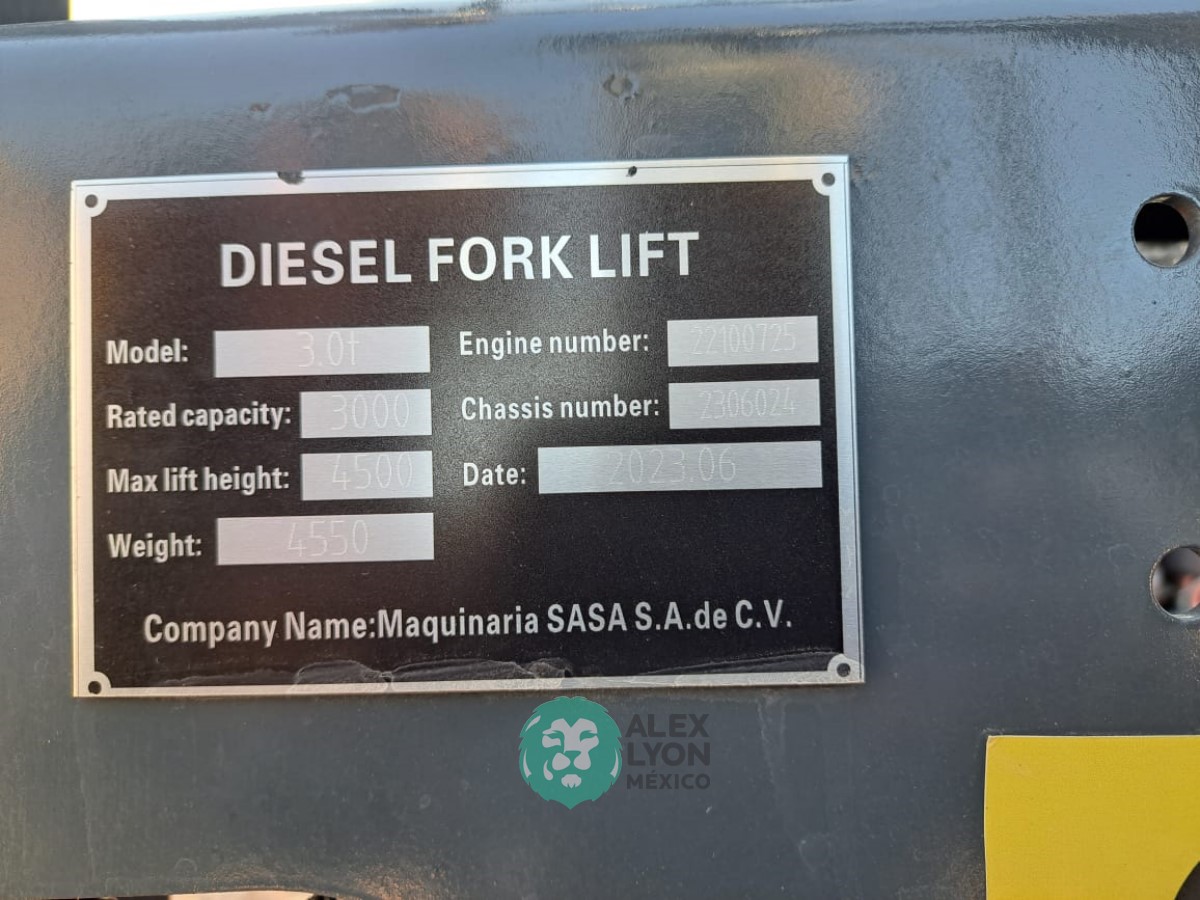 DIESEL FORK LIFT
Model: 3.0t
Rated capacity: 3000
Max lift height: 4500
Weight: 4550
Engine number: 22100725
Chassis number: 2306024
Date: 2023.06
Company Name:Maquinaria SASA S.A.de C.V.
ALEX
LYON
MÉXICO